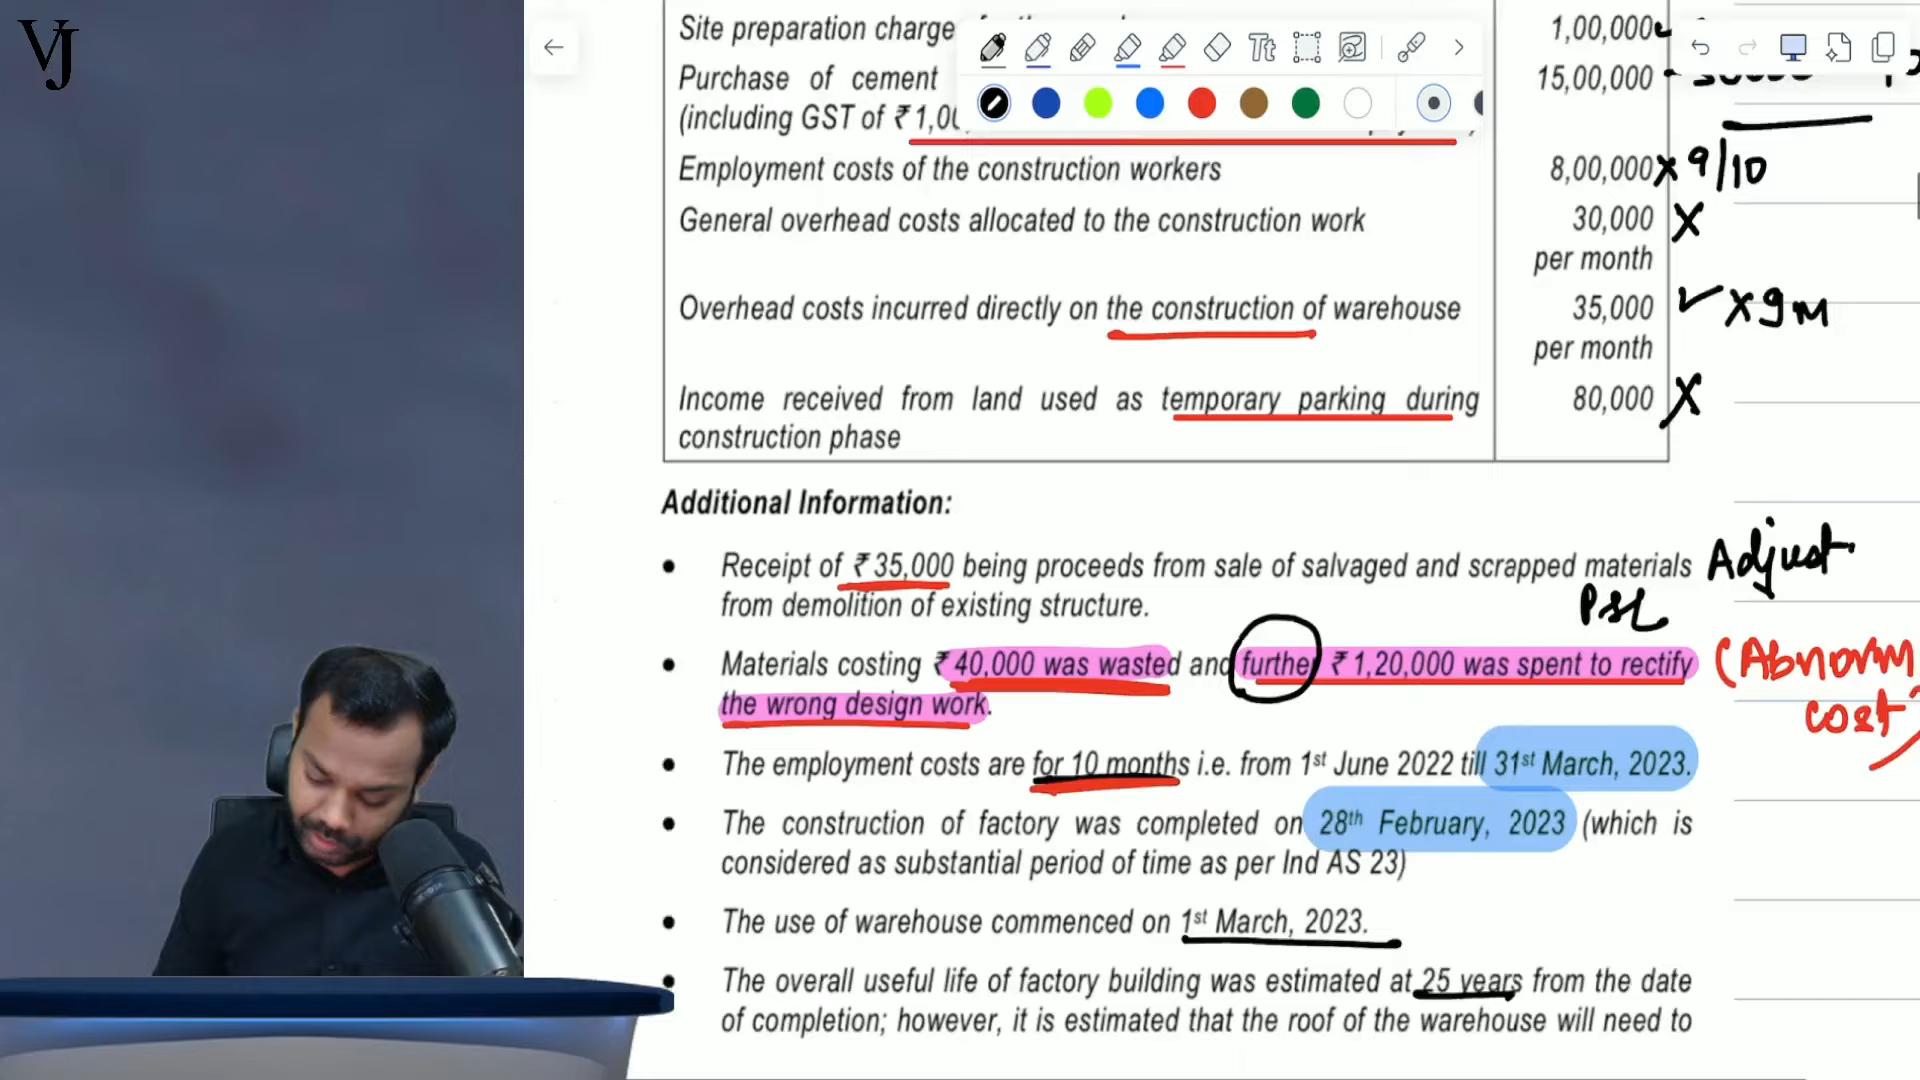 VJ
Site preparation charge
1,00,000
Purchase of cement
15,00,000
(including GST of ₹ 1,00
Tt
Employment costs of the construction workers
8,00,000 x 9/10
General overhead costs allocated to the construction work
30,000 X
per month
Overhead costs incurred directly on the construction of warehouse
35,000 ✓ x 9m
per month
Income received from land used as temporary parking during
80,000 X
construction phase
Additional Information:
• Receipt of ₹ 35,000 being proceeds from sale of salvaged and scrapped materials Adjust
from demolition of existing structure.
P&L
• Materials costing ₹ 40,000 was wasted and further ₹ 1,20,000 was spent to rectify (Abnorm
the wrong design work.
cost)
• The employment costs are for 10 months i.e. from 1st June 2022 till 31st March, 2023.
• The construction of factory was completed on 28th February, 2023 (which is
considered as substantial period of time as per Ind AS 23)
• The use of warehouse commenced on 1st March, 2023.
• The overall useful life of factory building was estimated at 25 years from the date
of completion; however, it is estimated that the roof of the warehouse will need to